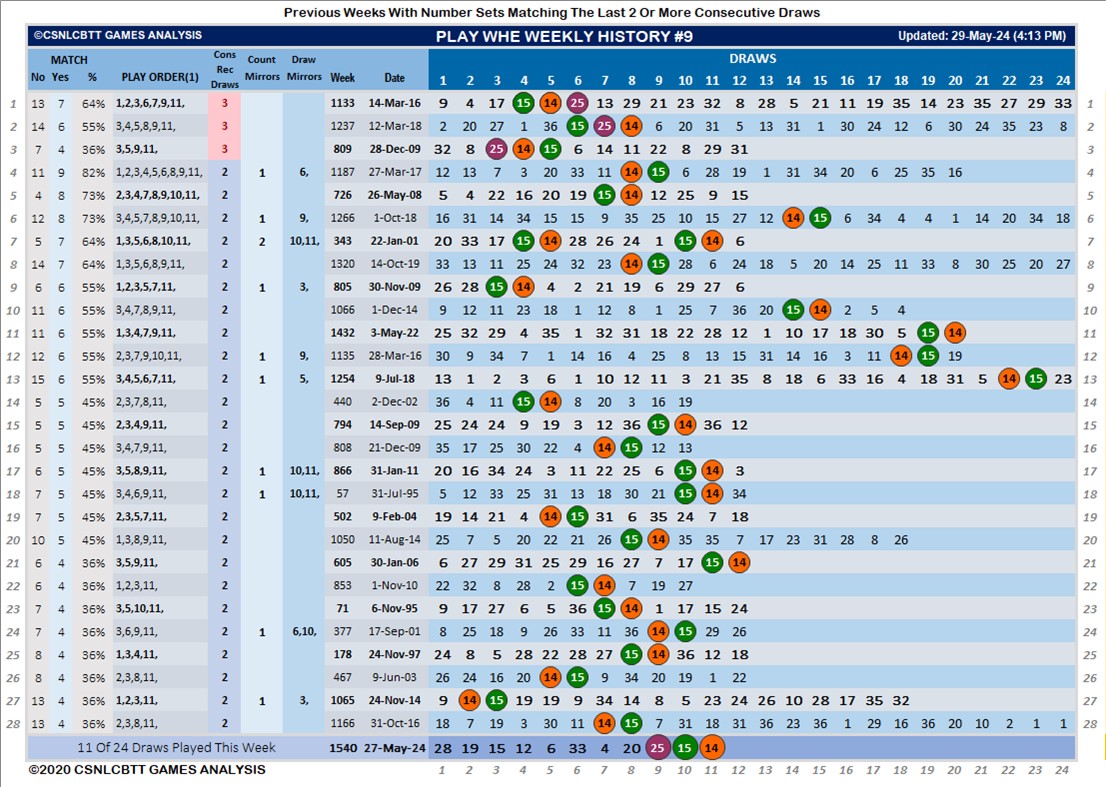 Previous Weeks With Number Sets Matching The Last 2 Or More Consecutive Draws
©CSNLCBTT GAMES ANALYSIS PLAY WHE WEEKLY HISTORY #9 Updated: 29-May-24 (4:13 PM)
MATCH Cons Rec Draws Count Mirrors Draw Mirrors DRAWS
No Yes % PLAY ORDER(1) Week Date 1 2 3 4 5 6 7 8 9 10 11 12 13 14 15 16 17 18 19 20 21 22 23 24
1 13 7 64% 1,2,3,6,7,9,11, 3 1133 14-Mar-16 9 4 17 15 14 25 13 29 21 23 32 8 28 5 21 11 19 35 14 23 35 27 29 33 1
2 14 6 55% 3,4,5,8,9,11, 3 1237 12-Mar-18 2 20 27 1 36 15 25 14 6 20 31 5 13 31 1 30 24 12 6 30 24 35 23 8 2
3 7 4 36% 3,5,9,11, 3 809 28-Dec-09 32 8 25 14 15 6 14 11 22 8 29 31 3
4 11 9 82% 1,2,3,4,5,6,8,9,11, 2 1 6, 1187 27-Mar-17 12 13 7 3 20 33 11 14 15 6 28 19 1 31 34 20 6 25 35 16 4
5 4 8 73% 2,3,4,7,8,9,10,11, 2 726 26-May-08 5 4 22 16 20 19 15 14 12 25 9 15 5
6 12 8 73% 3,4,5,7,8,9,10,11, 2 1 9, 1266 1-Oct-18 16 31 14 34 15 15 9 35 25 10 15 27 12 14 15 6 34 4 4 1 14 20 34 18 6
7 5 7 64% 1,3,5,6,8,10,11, 2 2 10,11, 343 22-Jan-01 20 33 17 15 14 28 26 24 1 15 14 6 7
8 14 7 64% 1,3,5,6,8,9,11, 2 1320 14-Oct-19 33 13 11 25 24 32 23 14 15 28 6 24 18 5 20 14 25 11 33 8 30 25 20 27 8
9 6 6 55% 1,2,3,5,7,11, 2 1 3, 805 30-Nov-09 26 28 15 14 4 2 21 19 6 29 27 6 9
10 11 6 55% 3,4,7,8,9,11, 2 1066 1-Dec-14 9 12 11 23 18 1 12 8 1 25 7 36 20 15 14 2 5 4 10
11 11 6 55% 1,3,4,7,9,11, 2 1432 3-May-22 25 32 29 4 35 1 32 31 18 22 28 12 1 10 17 18 30 5 15 14 11
12 12 6 55% 2,3,7,9,10,11, 2 1 9, 1135 28-Mar-16 30 9 34 7 1 14 16 4 25 8 13 15 31 14 16 3 11 14 15 19 12
13 15 6 55% 3,4,5,6,7,11, 2 1 5, 1254 9-Jul-18 13 1 2 3 6 1 10 12 11 3 21 35 8 18 6 33 16 4 18 31 5 14 15 23 13
14 6 5 45% 2,3,7,8,11, 2 440 2-Dec-02 36 4 11 15 14 8 20 3 16 19 14
15 5 5 45% 2,3,4,9,11, 2 794 14-Sep-09 25 24 24 9 19 3 12 36 15 14 36 12 15
16 6 5 45% 3,4,7,9,11, 2 808 21-Dec-09 35 17 25 30 22 4 14 15 12 13 16
17 6 5 45% 3,5,8,9,11, 2 1 10,11, 866 31-Jan-11 20 16 34 24 3 11 22 25 6 15 14 3 17
18 7 5 45% 3,4,6,9,11, 2 1 10,11, 57 31-Jul-95 5 12 33 25 31 13 18 30 21 15 14 34 18
19 7 5 45% 2,3,5,7,11, 2 502 9-Feb-04 19 14 21 4 14 15 31 6 35 24 7 18 19
20 10 5 45% 1,3,8,9,11, 2 1050 11-Aug-14 25 7 5 20 22 21 26 15 14 35 35 7 17 23 31 28 8 26 20
21 6 4 36% 3,5,9,11, 2 605 30-Jan-06 6 27 29 31 25 29 16 27 7 17 15 14 21
22 6 4 36% 1,2,3,11, 2 853 1-Nov-10 22 32 8 28 2 15 14 7 19 27 22
23 7 4 36% 3,5,10,11, 2 71 6-Nov-95 9 17 27 6 5 36 15 14 1 17 15 24 23
24 7 4 36% 3,6,9,11, 2 1 6,10, 377 17-Sep-01 8 25 18 9 26 33 11 36 14 15 29 26 24
25 8 4 36% 1,3,4,11, 2 178 24-Nov-97 24 8 5 28 22 28 27 15 14 36 12 18 25
26 8 4 36% 2,3,8,11, 2 467 9-Jun-03 26 24 16 20 14 15 9 34 20 19 1 22 26
27 13 4 36% 1,2,3,11, 2 1 3, 1065 24-Nov-14 9 14 15 19 19 9 34 14 8 27 5 23 24 26 10 28 17 35 32 27
28 13 4 36% 2,3,8,11, 2 1166 31-Oct-16 18 7 19 3 30 11 14 15 7 31 18 31 36 23 36 1 29 16 36 20 10 2 1 1 28
11 Of 24 Draws Played This Week 1540 27-May-24 28 19 15 12 6 33 4 20 25 15 14
©2020 CSNLCBTT GAMES ANALYSIS 1 2 3 4 5 6 7 8 9 10 11 12 13 14 15 16 17 18 19 20 21 22 23 24